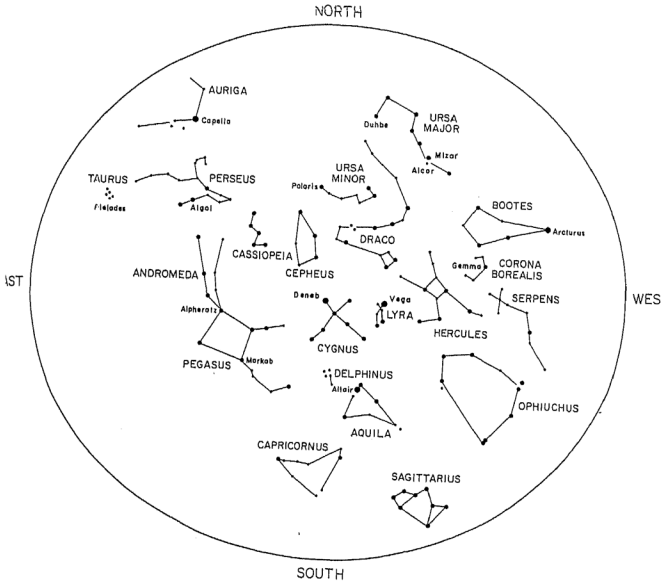 NORTH
AURIGA
Capella
Duhbe
URSA
MAJOR
Mizar
Alcor
TAURUS
Plejades
PERSEUS
Algol
URSA
MINOR
Polaris
BOOTES
Arcturus
CASSIOPEIA
CEPHEUS
DRACO
Gemma
CORONA
BOREALIS
AST
ANDROMEDA
Alpheratz
Deneb
Vega
LYRA
SERPENS
WES
HERCULES
CYGNUS
PEGASUS
Markab
DELPHINUS
Altair
AQUILA
OPHIUCHUS
CAPRICORNUS
SAGITTARIUS
SOUTH